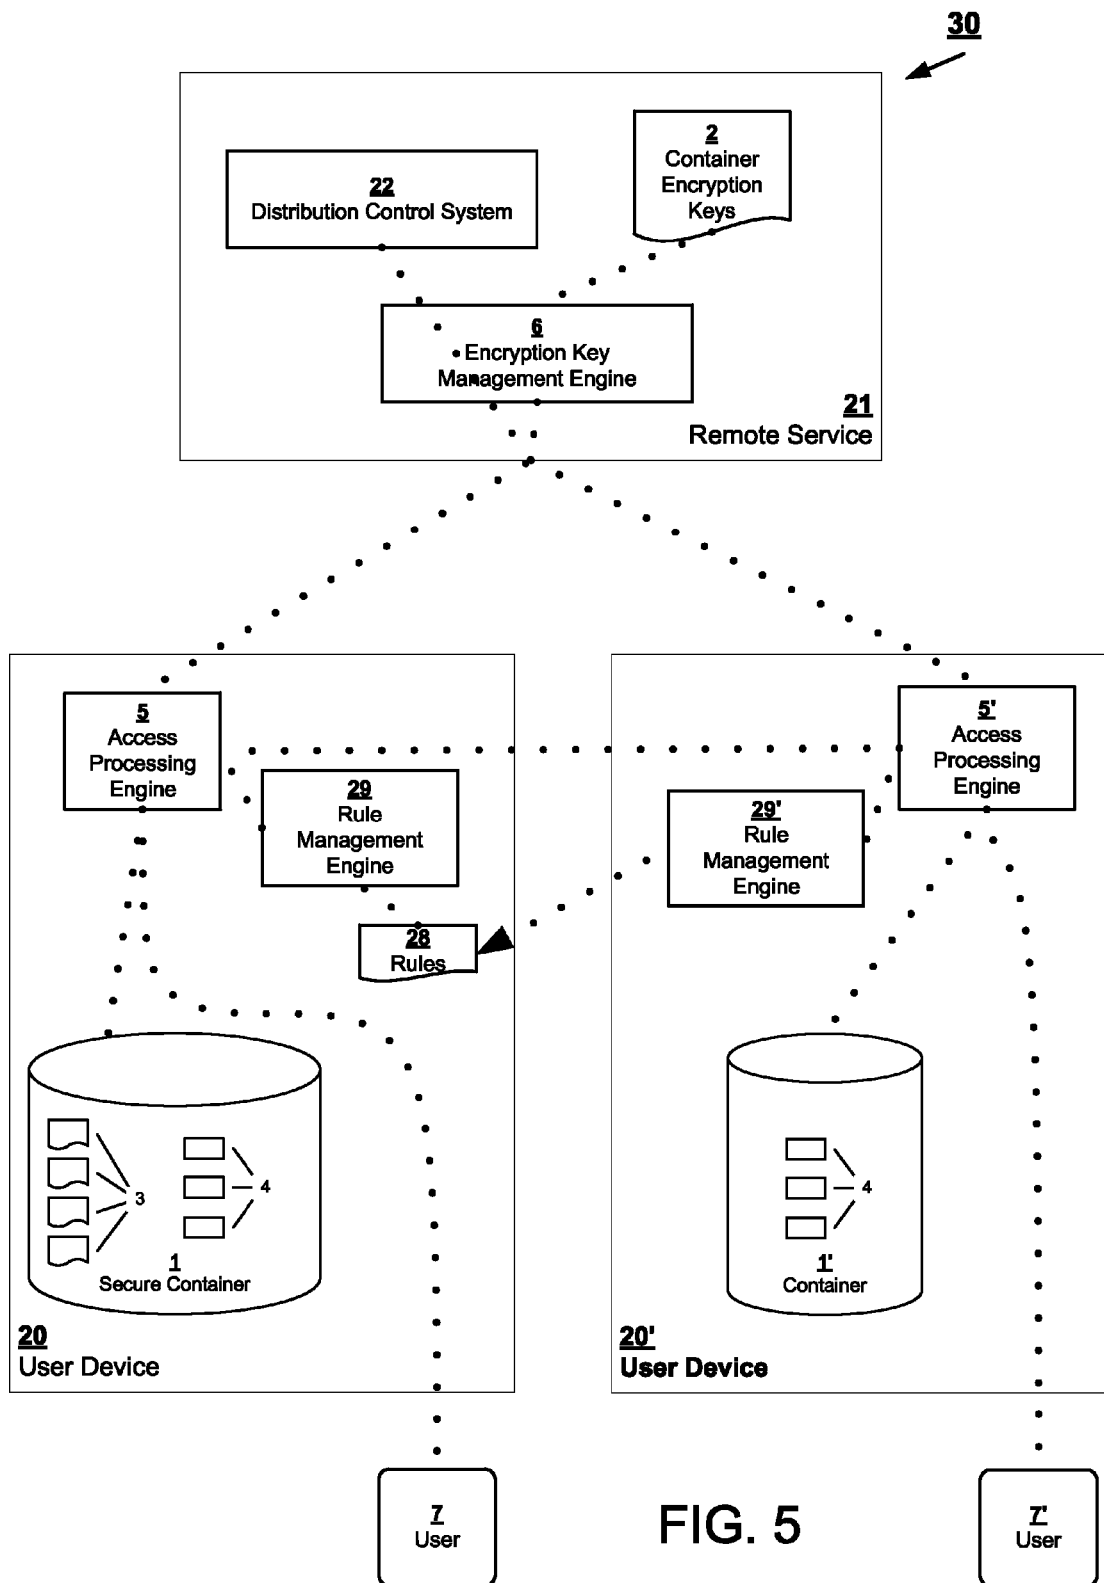 30
2
Container
Encryption
Keys
22
Distribution Control System
6
Encryption Key
Management Engine
21
Remote Service
5
Access
Processing
Engine
29
Rule
Management
Engine
28
Rules
3
4
1
Secure Container
20
User Device
5'
Access
Processing
Engine
29'
Rule
Management
Engine
4
1'
Container
20'
User Device
7
User
FIG. 5
7'
User